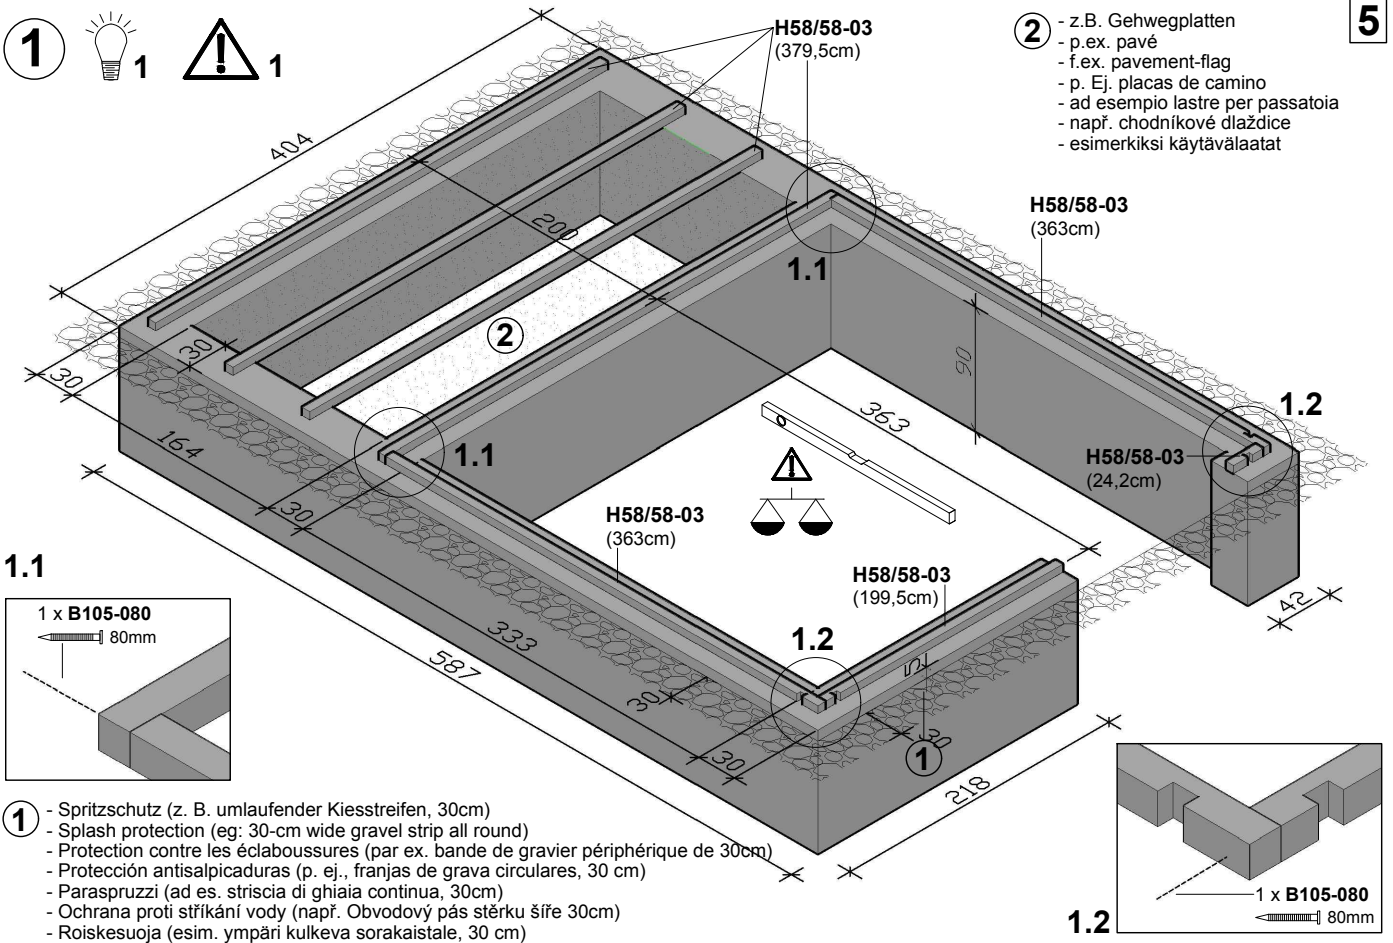 1
1
1
H58/58-03
(379,5cm)
2
- z.B. Gehwegplatten
- p.ex. pavé
- f.ex. pavement-flag
- p. Ej. placas de camino
- ad esempio lastre per passatoia
- např. chodníkové dlaždice
- esimerkiksi käytävälaatat
5
404
200
H58/58-03
(363cm)
1.1
2
30
30
90
363
1.2
164
1.1
H58/58-03
(24,2cm)
30
H58/58-03
(363cm)
H58/58-03
(199,5cm)
42
1.1
1 x B105-080
80mm
333
587
1.2
5
30
30
30
1
218
1
- Spritzschutz (z. B. umlaufender Kiesstreifen, 30cm)
- Splash protection (eg: 30-cm wide gravel strip all round)
- Protection contre les éclaboussures (par ex. bande de gravier périphérique de 30cm)
- Protección antisalpicaduras (p. ej., franjas de grava circulares, 30 cm)
- Paraspruzzi (ad es. striscia di ghiaia continua, 30cm)
- Ochrana proti stříkání vody (např. Obvodový pás stěrku šíře 30cm)
- Roiskesuoja (esim. ympäri kulkeva sorakaistale, 30 cm)
1.2
1 x B105-080
80mm